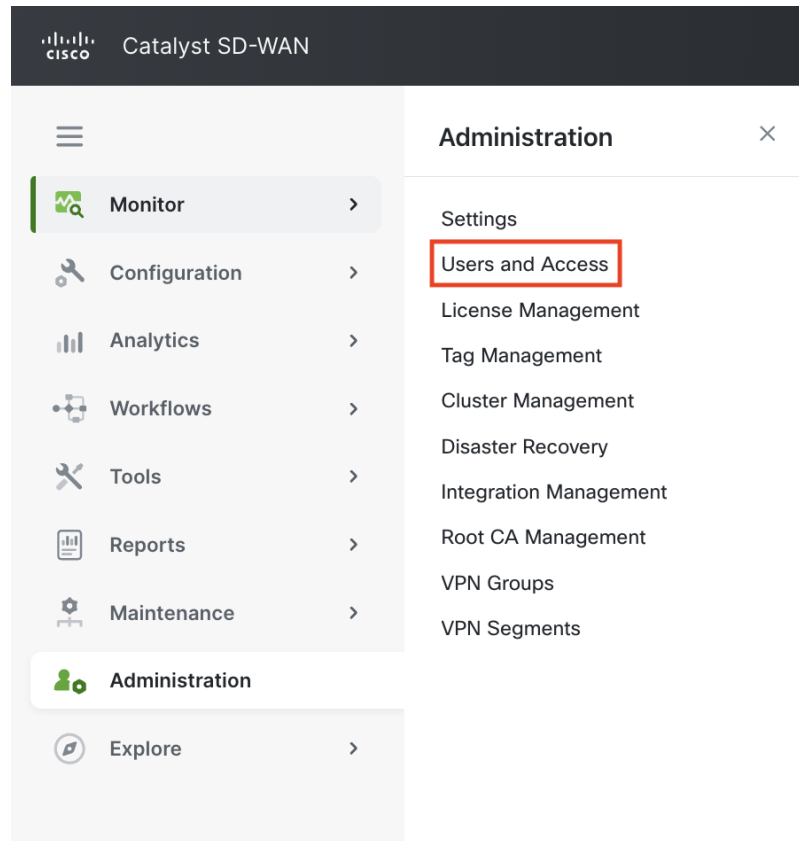 cisco Catalyst SD-WAN
Monitor
Configuration
Analytics
Workflows
Tools
Reports
Maintenance
Administration
Explore
Administration
Settings
Users and Access
License Management
Tag Management
Cluster Management
Disaster Recovery
Integration Management
Root CA Management
VPN Groups
VPN Segments